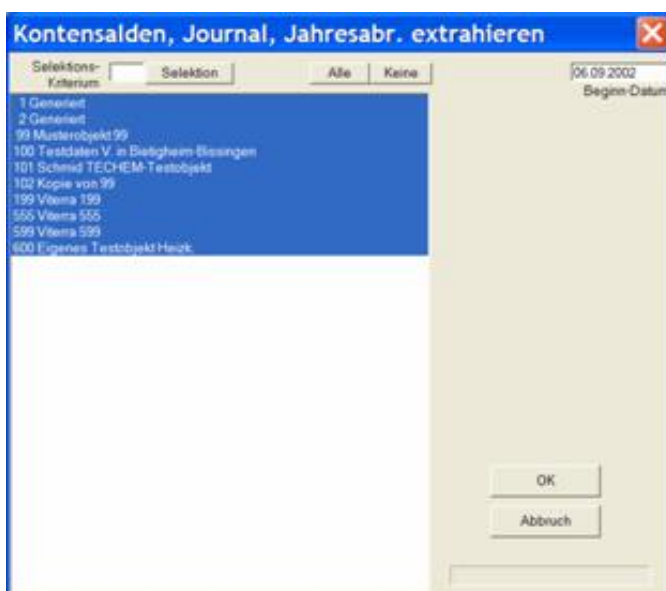 Kontensalden, Journal, Jahresabr. extrahieren
Selektions-
Kriterium
Selektion
Alle
Keine
06.09.2002
Beginn-Datum
1 Generiert
2 Generiert
99 Musterobjekt 99
100 Testdaten V. in Bietigheim-Bissingen
101 Schmid TECHEM-Testobjekt
102 Kopie von 99
199 Viterra 199
555 Viterra 555
599 Viterra 599
600 Eigenes Testobjekt Heizk.
OK
Abbruch